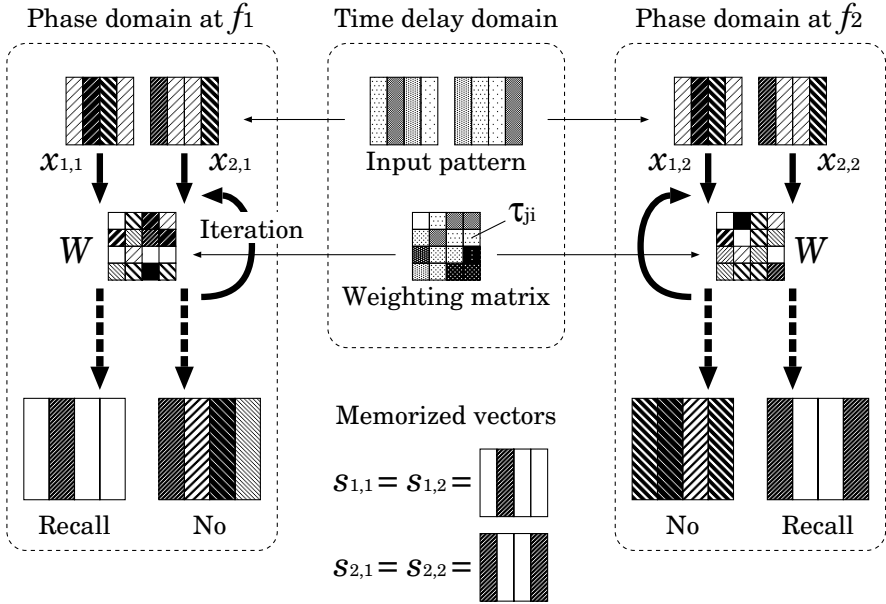 Phase domain at f1
Time delay domain
Phase domain at f2
x1,1
x2,1
Input pattern
x1,2
x2,2
W
Iteration
τji
W
Weighting matrix
Memorized vectors
s1,1 = s1,2 =
Recall
No
No
Recall
s2,1 = s2,2 =